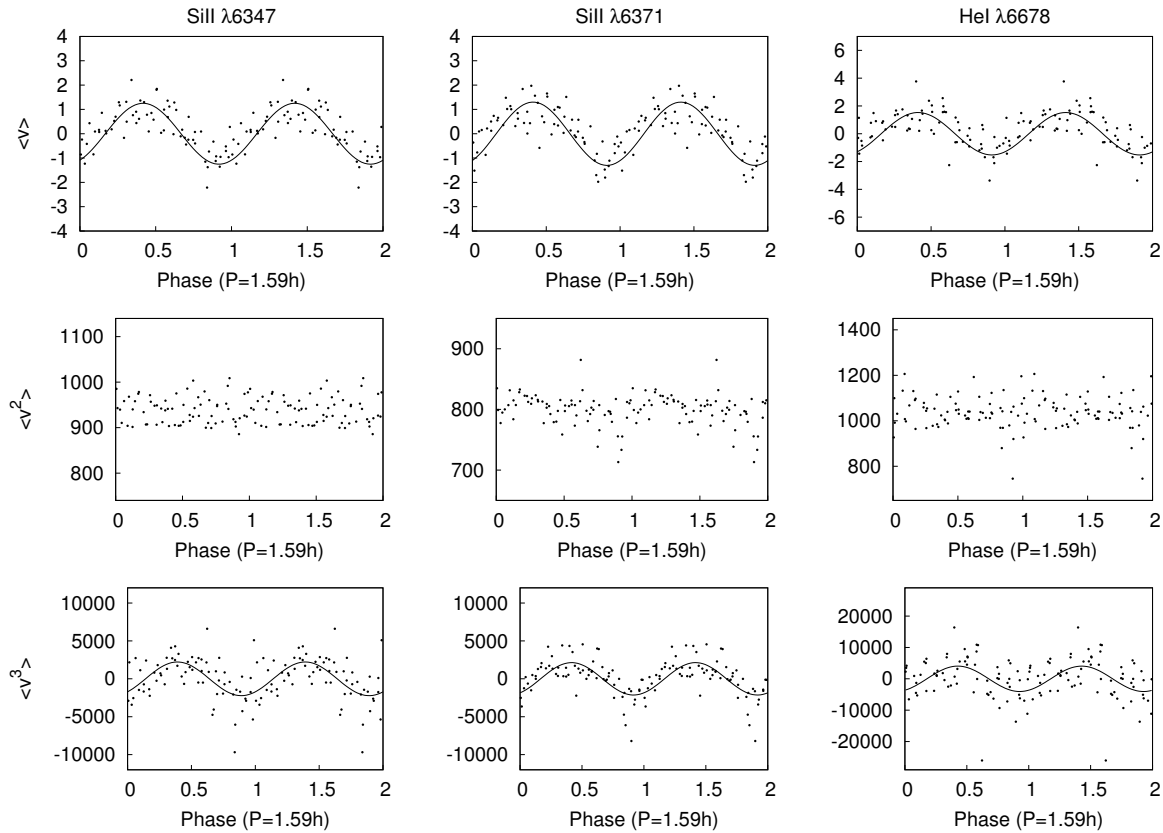 SiII λ6347
SiII λ6371
HeI λ6678
<v>
4
3
2
1
0
-1
-2
-3
-4
0 0.5 1 1.5 2
Phase (P=1.59h)
4
3
2
1
0
-1
-2
-3
-4
0 0.5 1 1.5 2
Phase (P=1.59h)
6
4
2
0
-2
-4
-6
0 0.5 1 1.5 2
Phase (P=1.59h)
<v²>
1100
1000
900
800
0 0.5 1 1.5 2
Phase (P=1.59h)
900
800
700
0 0.5 1 1.5 2
Phase (P=1.59h)
1400
1200
1000
800
0 0.5 1 1.5 2
Phase (P=1.59h)
<v³>
10000
5000
0
-5000
-10000
0 0.5 1 1.5 2
Phase (P=1.59h)
10000
5000
0
-5000
-10000
0 0.5 1 1.5 2
Phase (P=1.59h)
20000
10000
0
-10000
-20000
0 0.5 1 1.5 2
Phase (P=1.59h)